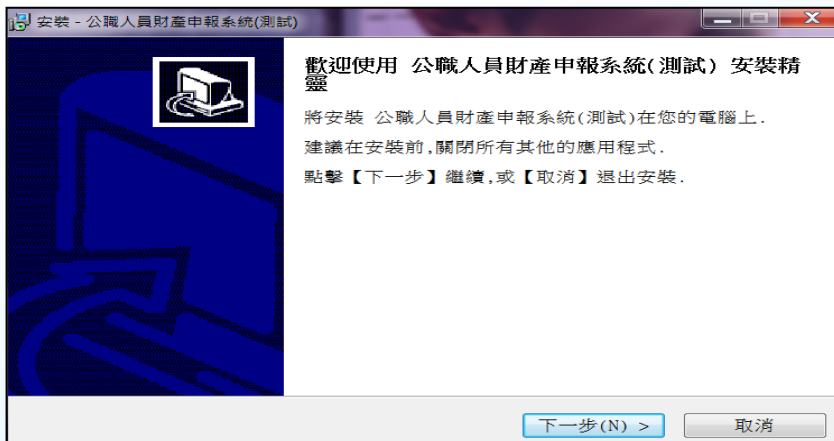 安裝 - 公職人員財產申報系統(測試)
歡迎使用 公職人員財產申報系統(測試) 安裝精
靈
將安裝 公職人員財產申報系統(測試)在您的電腦上.
建議在安裝前,關閉所有其他的應用程式.
點擊【下一步】繼續,或【取消】退出安裝.
下一步(N) >
取消